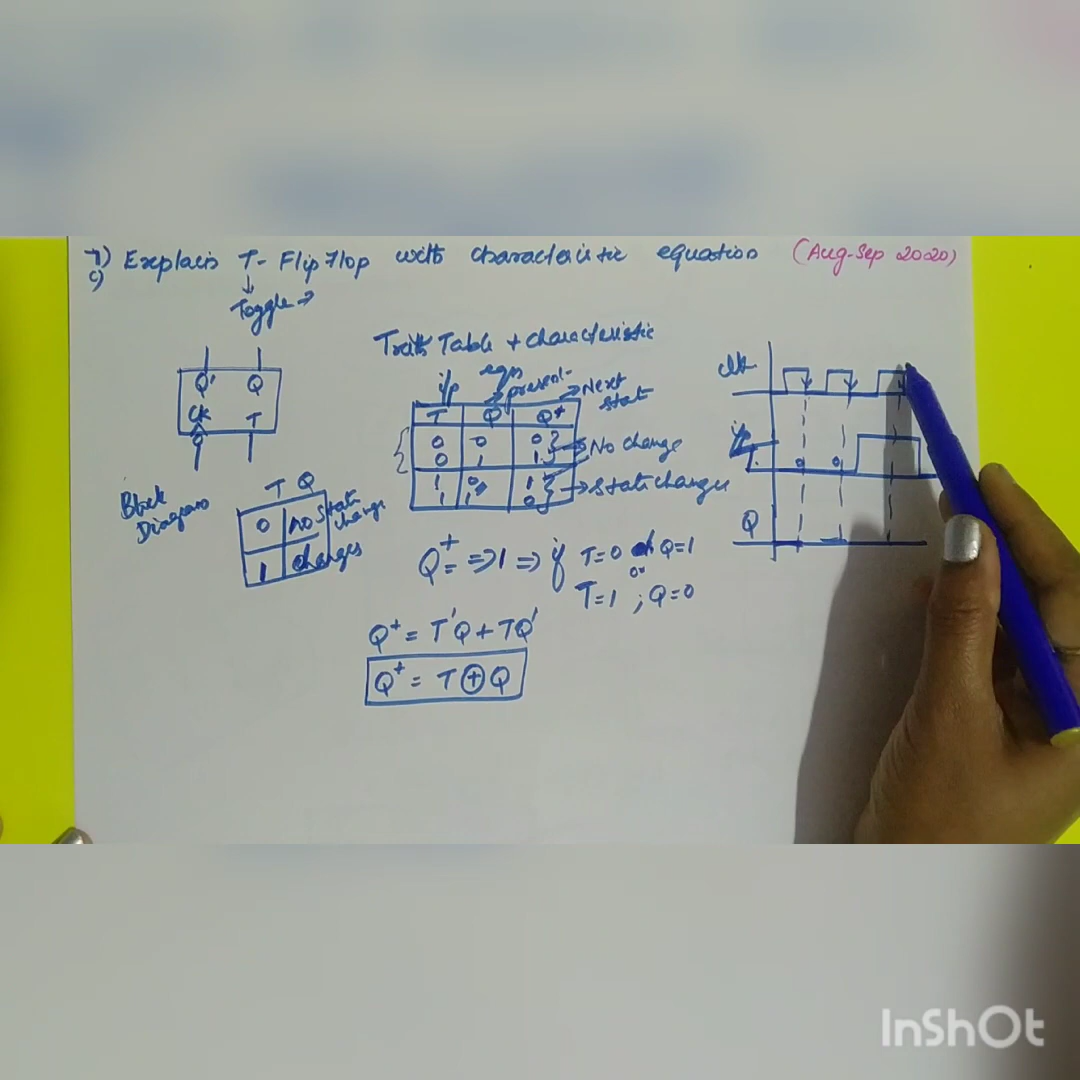 7) Explain T- Flip Flop with characteristic equation (Aug-Sep 2020)
Toggle →
Truth Table + characteristic
eqn
i/p present Next
state
T Q Q+
0 0 0
0 1 1
No change
1 0 1
1 1 0
→ State changes
Q' Q
CK T
Block
Diagram
T Q
0 no state change
1 changes
Q+ = ⇒ 1 ⇒ if T=0 Q=1
or
T=1 ; Q=0
Q+ = T'Q + TQ'
Q+ = T ⊕ Q
clk
i/p
T
0 0
Q
InShOt